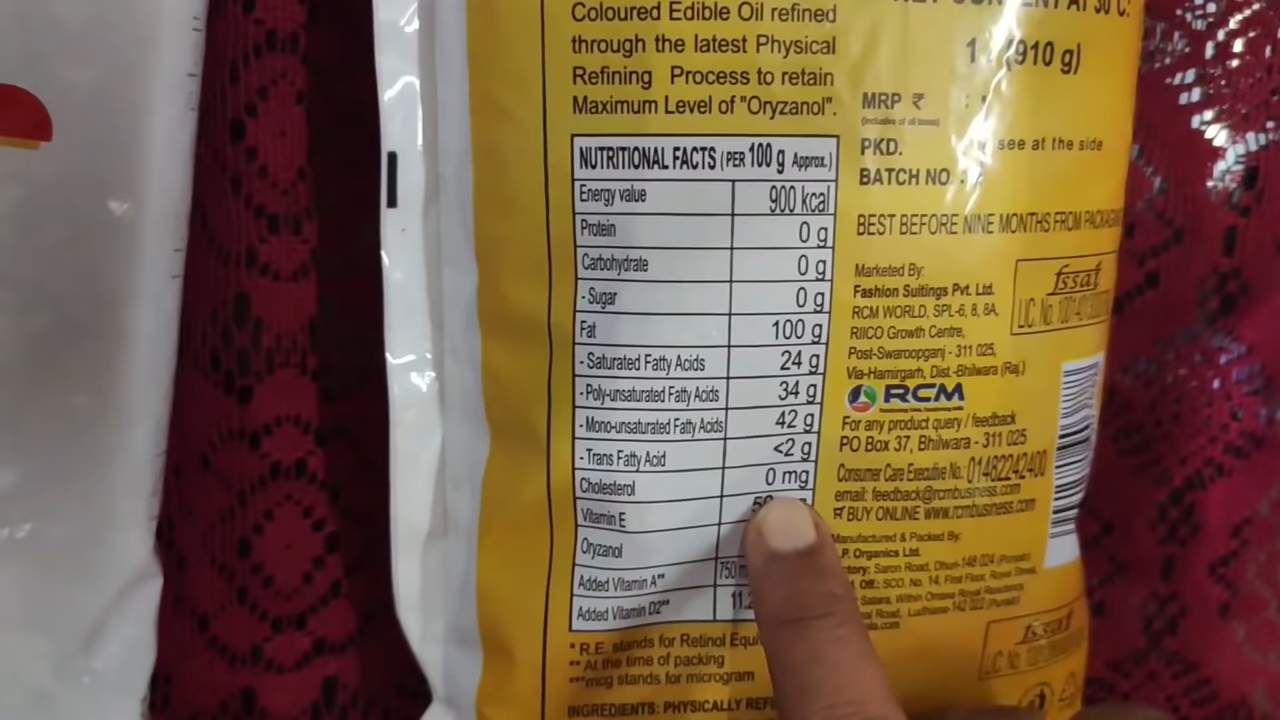 Coloured Edible Oil refined
through the latest Physical
Refining Process to retain
Maximum Level of "Oryzanol".
NUTRITIONAL FACTS (PER 100 g Approx.)
Energy value 900 kcal
Protein 0 g
Carbohydrate 0 g
- Sugar 0 g
Fat 100 g
- Saturated Fatty Acids 24 g
- Poly-unsaturated Fatty Acids 34 g
- Mono-unsaturated Fatty Acids 42 g
- Trans Fatty Acid <2 g
Cholesterol 0 mg
Vitamin E
Oryzanol
Added Vitamin A**
Added Vitamin D2**
* R.E. stands for Retinol
** At the time of packing
***mcg stands for microgram
INGREDIENTS: PHYSICALLY
(910 g)
MRP ₹ :
(inclusive of all taxes)
PKD. see at the side
BATCH NO.
BEST BEFORE NINE MONTHS FROM
Marketed By:
Fashion Suitings Pvt. Ltd.
RCM WORLD, SPL-6, 8, 8A,
RIICO Growth Centre,
Post-Swaroopganj - 311 025,
Via-Hamirgarh, Dist.-Bhilwara (Raj.)
fssai
LIC. No.
RCM
For any product query / feedback
PO Box 37, Bhilwara - 311 025
Consumer Care Executive No.: 01482242400
email: feedback@rcmbusiness.com
BUY ONLINE www.rcmbusiness.com
Manufactured & Packed By:
.P. Organics Ltd.
Saron Road, Dhuri-148 024 (Punjab)
Off.: SCO. No. 14, First Floor, Royal Street,
Satara, Within Omaxe Royal Residency
Road, Ludhiana-142 022 (Punjab)
fssai
LIC No.